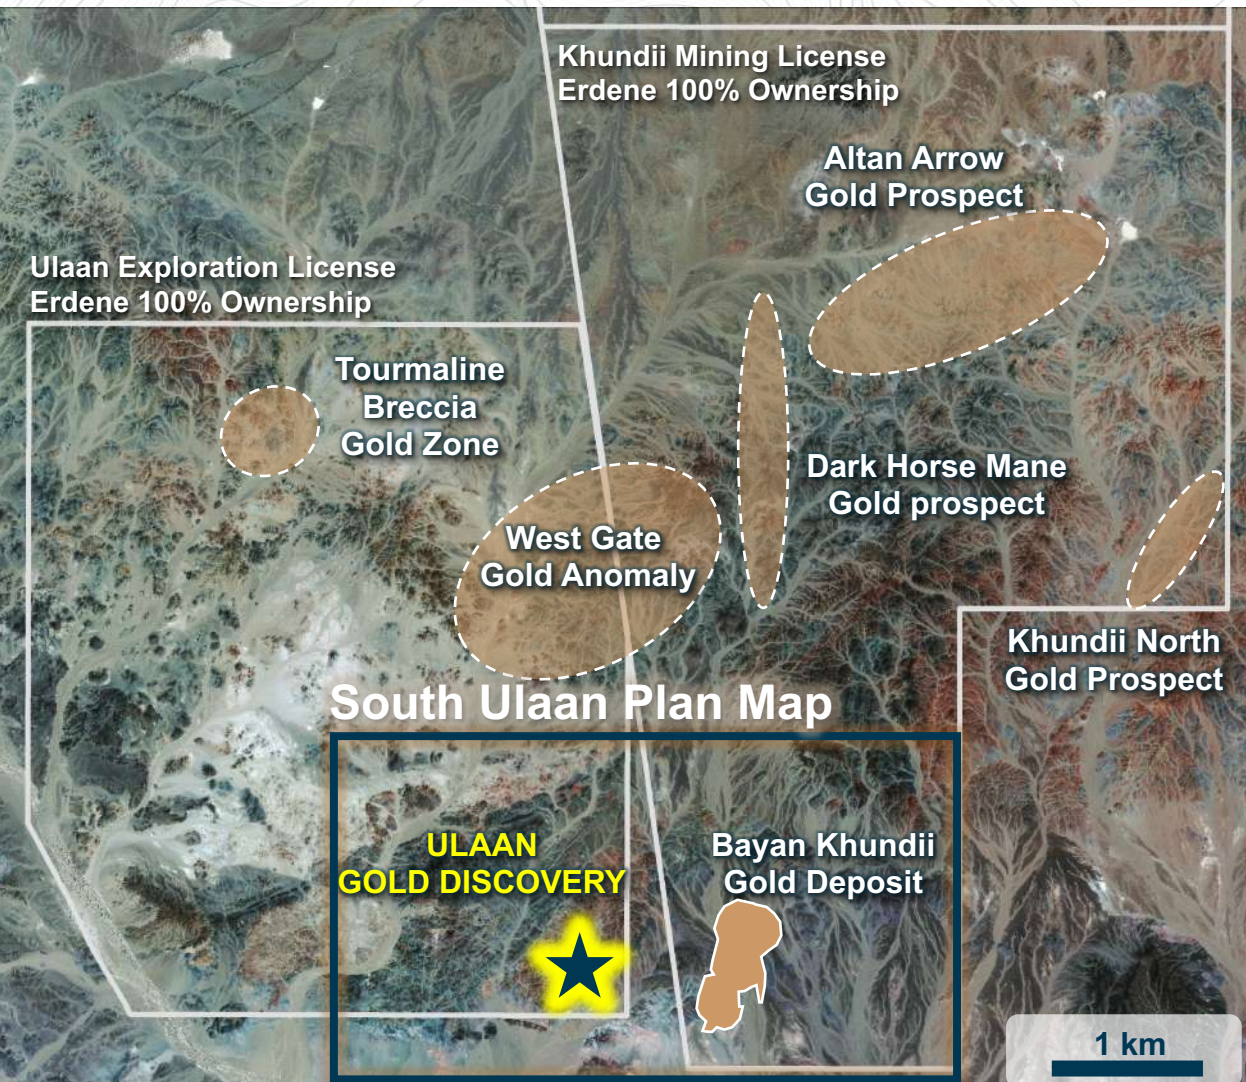 Khundii Mining License
Erdene 100% Ownership
Altan Arrow
Gold Prospect
Ulaan Exploration License
Erdene 100% Ownership
Tourmaline
Breccia
Gold Zone
Dark Horse Mane
Gold prospect
West Gate
Gold Anomaly
Khundii North
Gold Prospect
South Ulaan Plan Map
ULAAN
GOLD DISCOVERY
Bayan Khundii
Gold Deposit
1 km